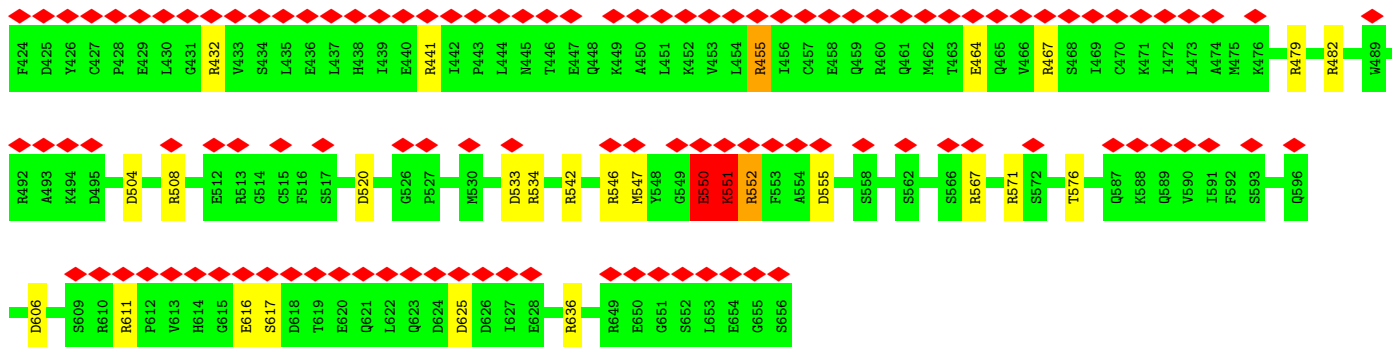 F424 D425 Y426 C427 P428 E429 L430 G431 R432 V433 S434 L435 E436 L437 H438 I439 E440 R441 I442 P443 L444 N445 T446 E447 Q448 K449 A450 L451 K452 V453 L454 R455 I456 C457 E458 Q459 R460 Q461 M462 T463 E464 Q465 V466 R467 S468 I469 C470 K471 I472 L473 A474 M475 K476 R479 R482 W489
R492 A493 K494 D495 D504 R508 E512 R513 G514 C515 F516 S517 D520 G526 P527 M530 D533 R534 R542 R546 M547 Y548 G549 E550 K551 R552 F553 A554 D555 S558 S562 S566 R567 R571 S572 T576 Q587 K588 Q589 V590 I591 F592 S593 Q596
D606 S609 R610 R611 P612 V613 H614 G615 E616 S617 D618 T619 E620 Q621 L622 Q623 D624 D625 D626 I627 E628 R636 R649 E650 G651 S652 L653 E654 G655 S656